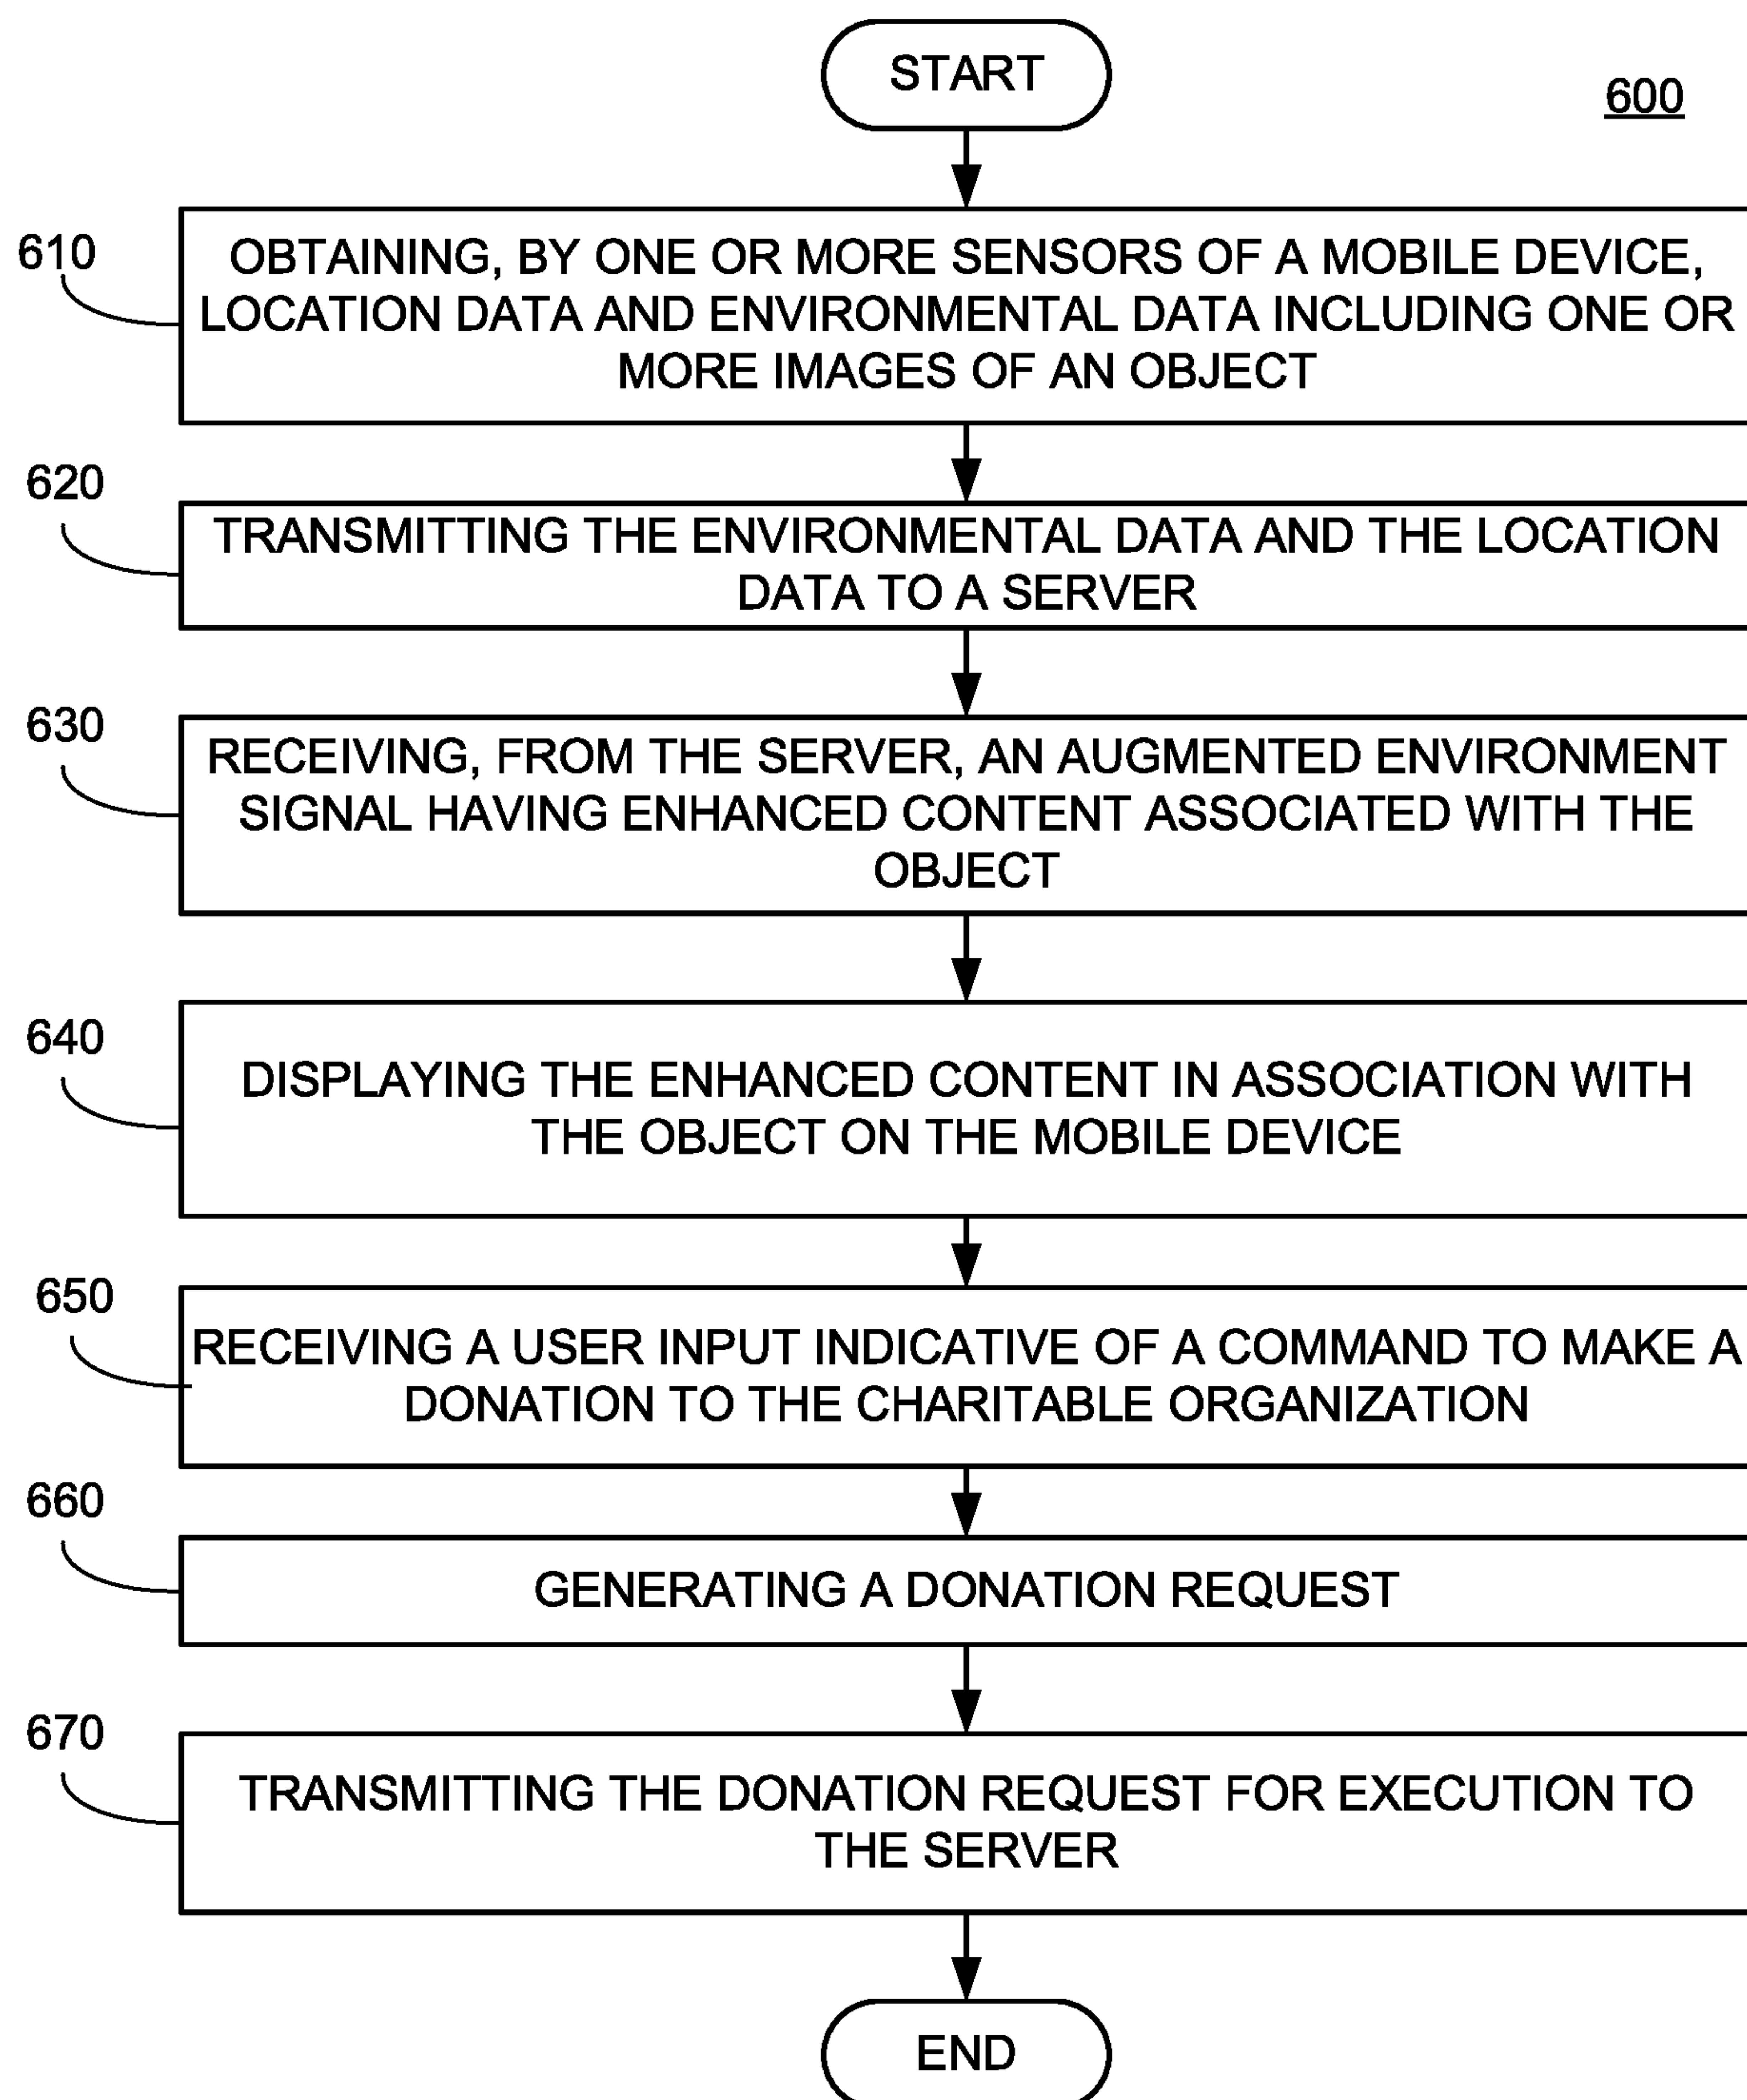 START
600
610
OBTAINING, BY ONE OR MORE SENSORS OF A MOBILE DEVICE,
LOCATION DATA AND ENVIRONMENTAL DATA INCLUDING ONE OR
MORE IMAGES OF AN OBJECT
620
TRANSMITTING THE ENVIRONMENTAL DATA AND THE LOCATION
DATA TO A SERVER
630
RECEIVING, FROM THE SERVER, AN AUGMENTED ENVIRONMENT
SIGNAL HAVING ENHANCED CONTENT ASSOCIATED WITH THE
OBJECT
640
DISPLAYING THE ENHANCED CONTENT IN ASSOCIATION WITH
THE OBJECT ON THE MOBILE DEVICE
650
RECEIVING A USER INPUT INDICATIVE OF A COMMAND TO MAKE A
DONATION TO THE CHARITABLE ORGANIZATION
660
GENERATING A DONATION REQUEST
670
TRANSMITTING THE DONATION REQUEST FOR EXECUTION TO
THE SERVER
END